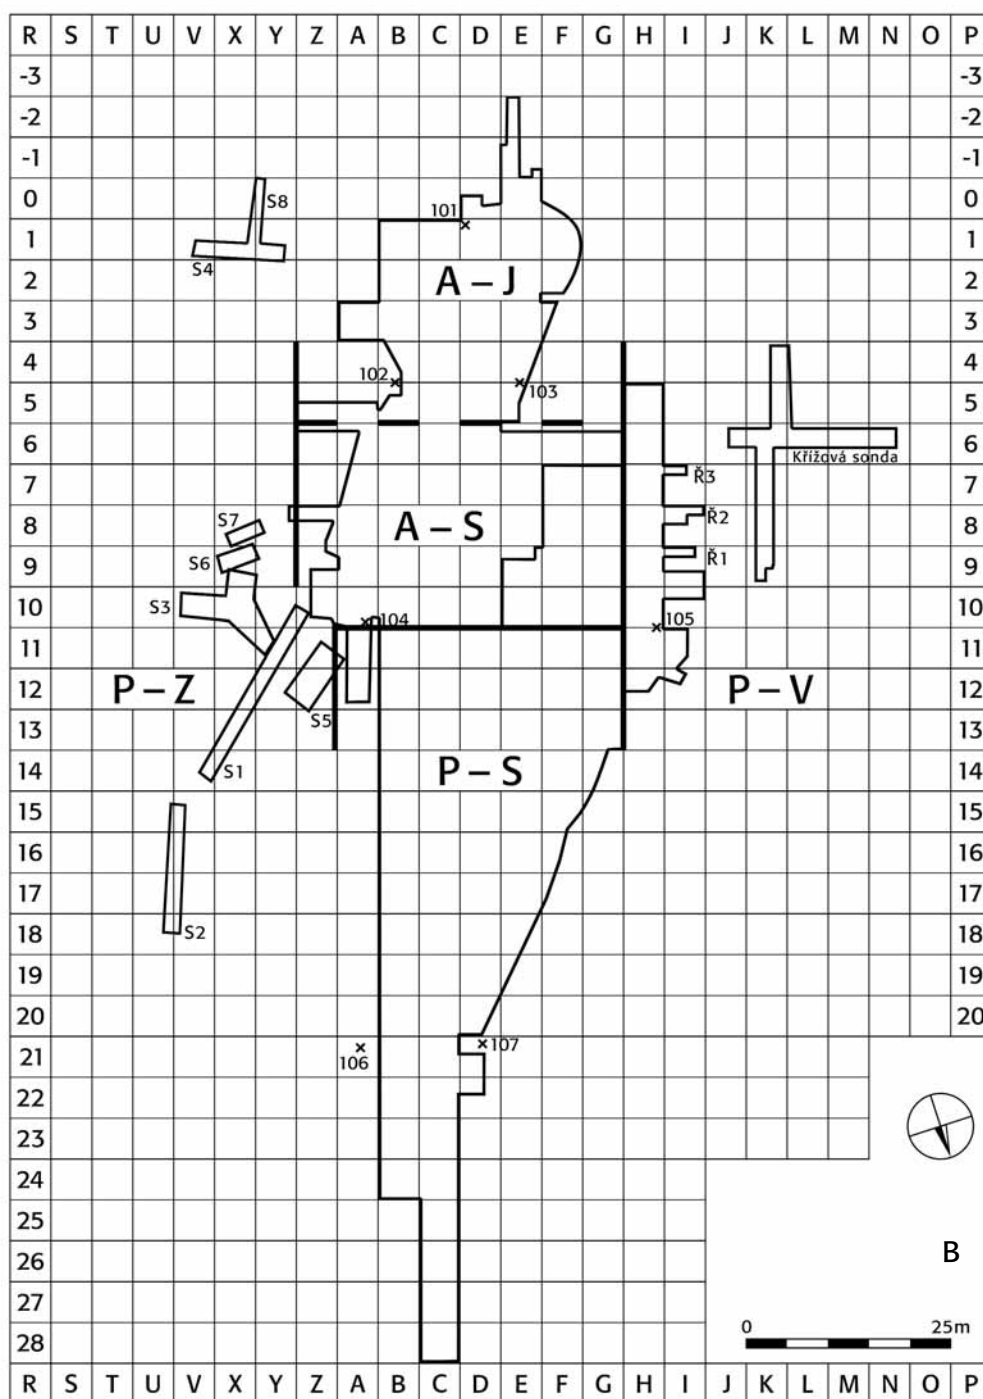 R S T U V X Y Z A B C D E F G H I J K L M N O P
-3 -3
-2 -2
-1 -1
0 S8 0
101
1 1
S4
2 A – J 2
3 3
4 4
102 103
5 5
6 6
Křížová sonda
7 Ř3 7
S7 Ř2
8 A – S 8
S6 Ř1
9 9
10 S3 10
104 105
11 11
12 P – Z P – V 12
S5
13 13
14 S1 P – S 14
15 15
16 16
17 17
18 S2 18
19 19
20 20
21 107
106
22
23
24
25
26 B
27
0 25m
28
R S T U V X Y Z A B C D E F G H I J K L M N O P